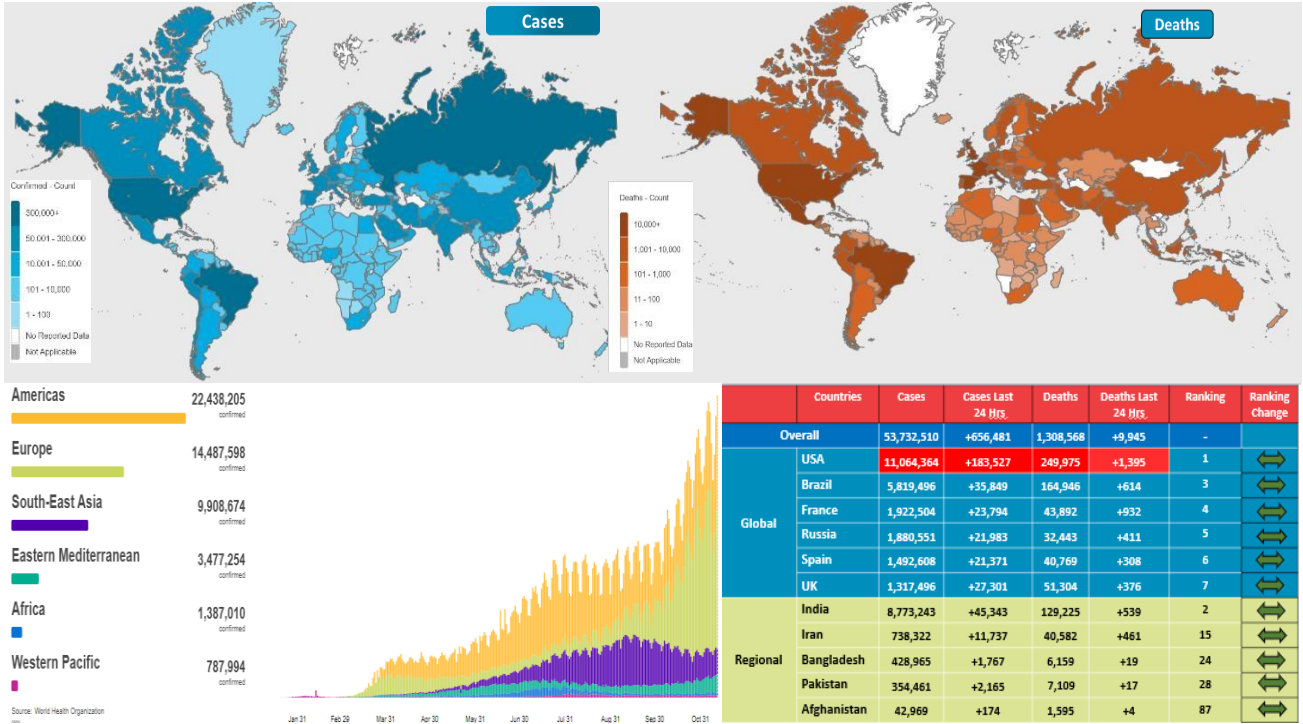 Cases
Deaths
Confirmed - Count
300,000+
50,001 - 300,000
10,001 - 50,000
101 - 10,000
1 - 100
No Reported Data
Not Applicable
Deaths - Count
10,000+
1,001 - 10,000
101 - 1,000
11 - 100
1 - 10
No Reported Data
Not Applicable
Americas 22,438,205
confirmed
Europe 14,487,598
confirmed
South-East Asia 9,908,674
confirmed
Eastern Mediterranean 3,477,254
confirmed
Africa 1,387,010
confirmed
Western Pacific 787,994
confirmed
Source: World Health Organization
Jan 31 Feb 29 Mar 31 Apr 30 May 31 Jun 30 Jul 31 Aug 31 Sep 30 Oct 31
Countries Cases Cases Last 24 Hrs Deaths Deaths Last 24 Hrs Ranking Ranking Change
Overall 53,732,510 +656,481 1,308,568 +9,945 -
Global
USA 11,064,364 +183,527 249,975 +1,395 1
Brazil 5,819,496 +35,849 164,946 +614 3
France 1,922,504 +23,794 43,892 +932 4
Russia 1,880,551 +21,983 32,443 +411 5
Spain 1,492,608 +21,371 40,769 +308 6
UK 1,317,496 +27,301 51,304 +376 7
Regional
India 8,773,243 +45,343 129,225 +539 2
Iran 738,322 +11,737 40,582 +461 15
Bangladesh 428,965 +1,767 6,159 +19 24
Pakistan 354,461 +2,165 7,109 +17 28
Afghanistan 42,969 +174 1,595 +4 87